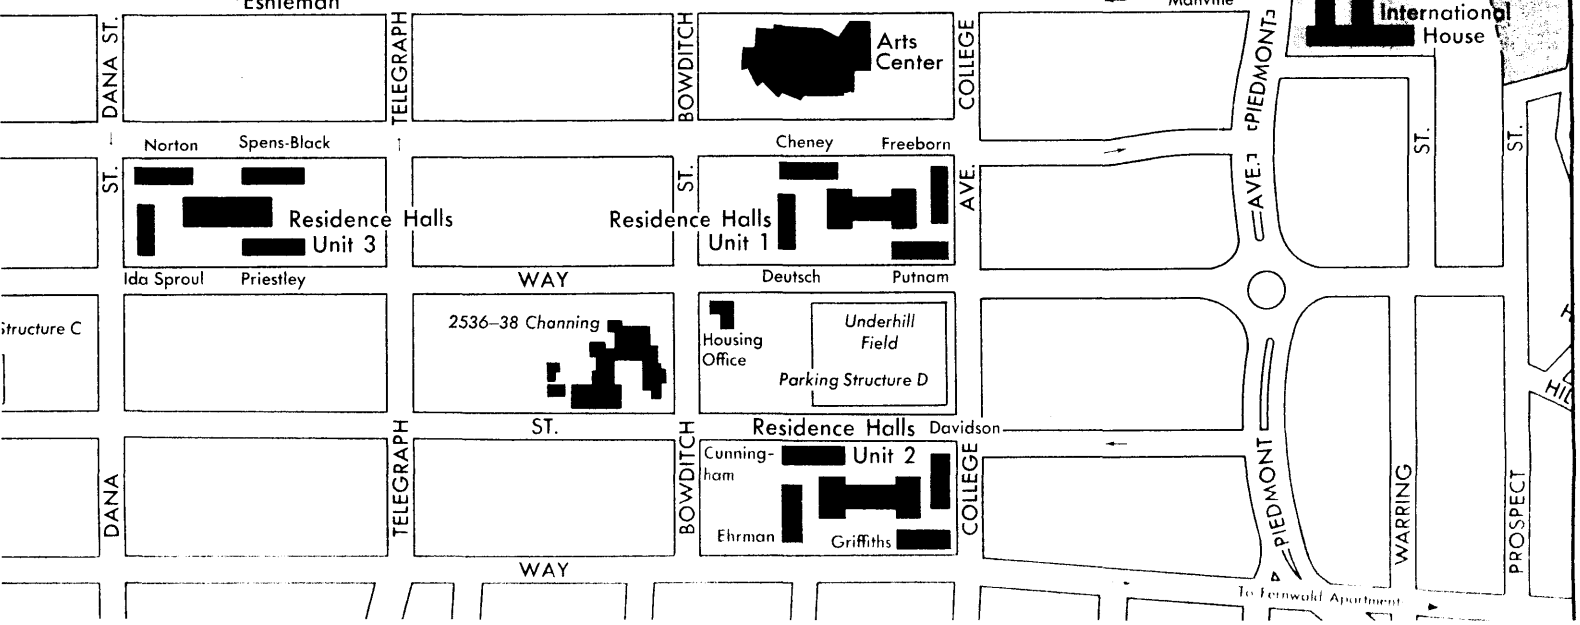 Eshleman
Manville
International
House
Arts
Center
DANA ST.
TELEGRAPH
BOWDITCH
COLLEGE
PIEDMONT
Norton
Spens-Black
Cheney
Freeborn
ST.
ST.
AVE.
AVE.
ST.
ST.
Residence Halls
Unit 3
Residence Halls
Unit 1
Ida Sproul
Priestley
WAY
Deutsch
Putnam
Structure C
2536–38 Channing
Housing
Office
Underhill
Field
Parking Structure D
ST.
Residence Halls
Unit 2
Davidson
Cunning-
ham
Ehrman
Griffiths
DANA
TELEGRAPH
BOWDITCH
COLLEGE
PIEDMONT
WARRING
PROSPECT
WAY
To Fernwald Apartment